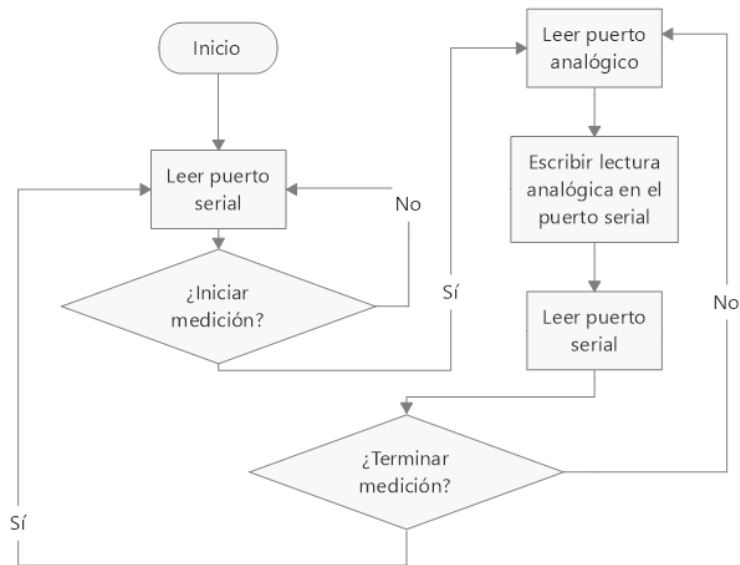 Inicio
Leer puerto
serial
No
¿Iniciar
medición?
Sí
Leer puerto
analógico
Escribir lectura
analógica en el
puerto serial
Leer puerto
serial
No
¿Terminar
medición?
Sí